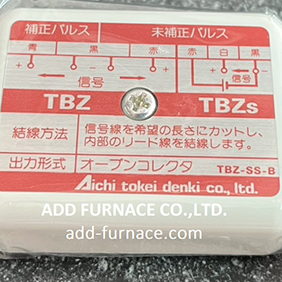 補正パルス 未補正パルス
青 黒 赤 赤 白 黒
+ - + - + -
信号 信号
TBZ TBZs
結線方法 信号線を希望の長さにカットし、
内部のリード線を結線します。
出力形式 オープンコレクタ TBZ-SS-B
Aichi tokei denki co., ltd.
ADD FURNACE CO.,LTD.
add-furnace.com